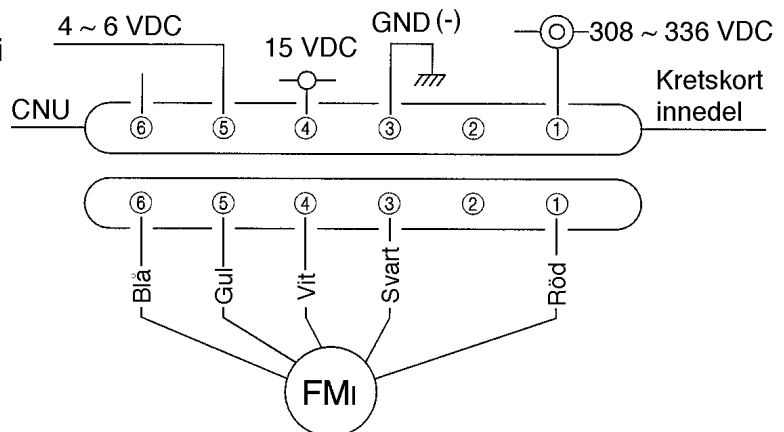 4 ~ 6 VDC
i
15 VDC
GND (-)
308 ~ 336 VDC
CNU
Kretskort
innedel
6 5 4 3 2 1
6 5 4 3 2 1
Blå
Gul
Vit
Svart
Röd
FMI